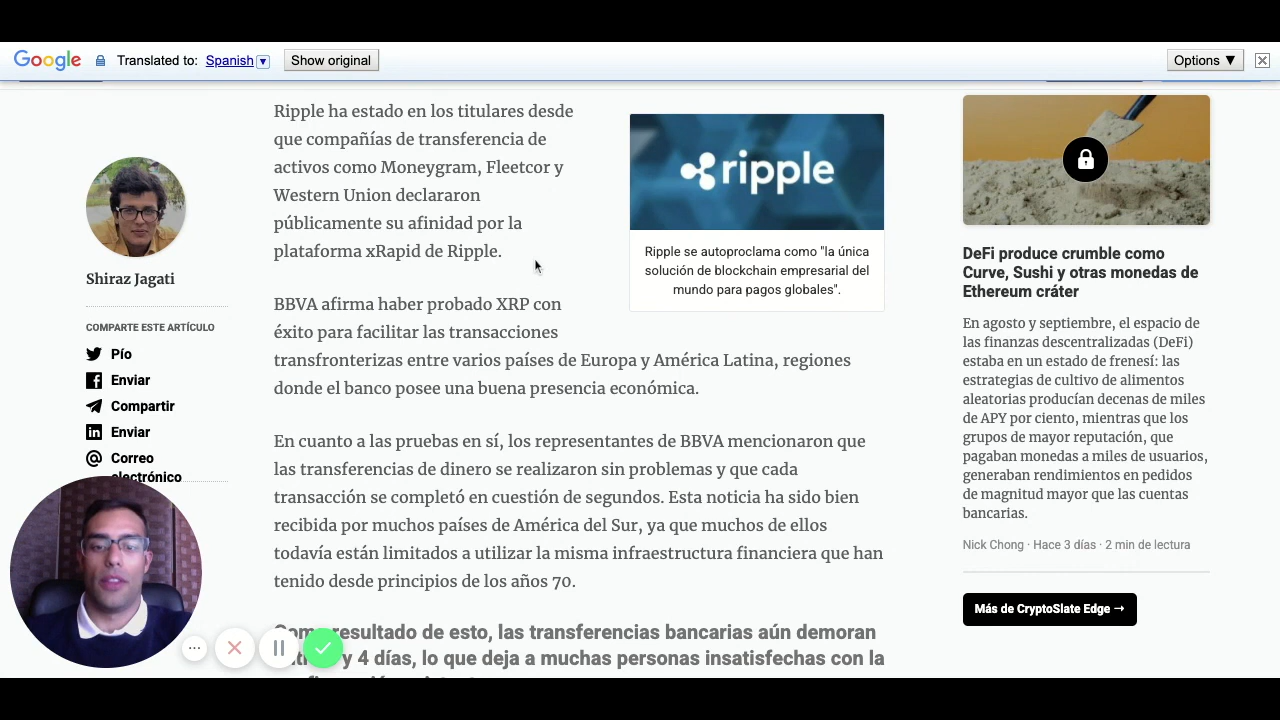 Google
Translated to: Spanish ▼
Show original
Options ▼
Shiraz Jagati
COMPARTE ESTE ARTÍCULO
Pío
Enviar
Compartir
Enviar
Correo
electrónico
Ripple ha estado en los titulares desde
que compañías de transferencia de
activos como Moneygram, Fleetcor y
Western Union declararon
públicamente su afinidad por la
plataforma xRapid de Ripple.
ripple
Ripple se autoproclama como "la única
solución de blockchain empresarial del
mundo para pagos globales".
BBVA afirma haber probado XRP con
éxito para facilitar las transacciones
transfronterizas entre varios países de Europa y América Latina, regiones
donde el banco posee una buena presencia económica.
En cuanto a las pruebas en sí, los representantes de BBVA mencionaron que
las transferencias de dinero se realizaron sin problemas y que cada
transacción se completó en cuestión de segundos. Esta noticia ha sido bien
recibida por muchos países de América del Sur, ya que muchos de ellos
todavía están limitados a utilizar la misma infraestructura financiera que han
tenido desde principios de los años 70.
Como resultado de esto, las transferencias bancarias aún demoran
y 4 días, lo que deja a muchas personas insatisfechas con la
DeFi produce crumble como
Curve, Sushi y otras monedas de
Ethereum cráter
En agosto y septiembre, el espacio de
las finanzas descentralizadas (DeFi)
estaba en un estado de frenesí: las
estrategias de cultivo de alimentos
aleatorias producían decenas de miles
de APY por ciento, mientras que los
grupos de mayor reputación, que
pagaban monedas a miles de usuarios,
generaban rendimientos en pedidos
de magnitud mayor que las cuentas
bancarias.
Nick Chong · Hace 3 días · 2 min de lectura
Más de CryptoSlate Edge →